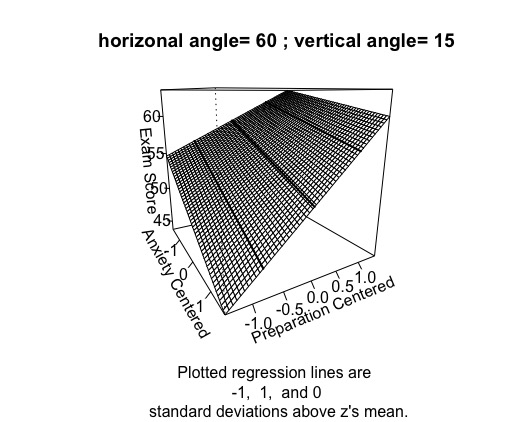 horizonal angle= 60 ; vertical angle= 15
60
55
50
45
Exam Score
-1
0
1
Anxiety Centered
-1.0
-0.5
0.0
0.5
1.0
Preparation Centered
Plotted regression lines are
-1, 1, and 0
standard deviations above z's mean.